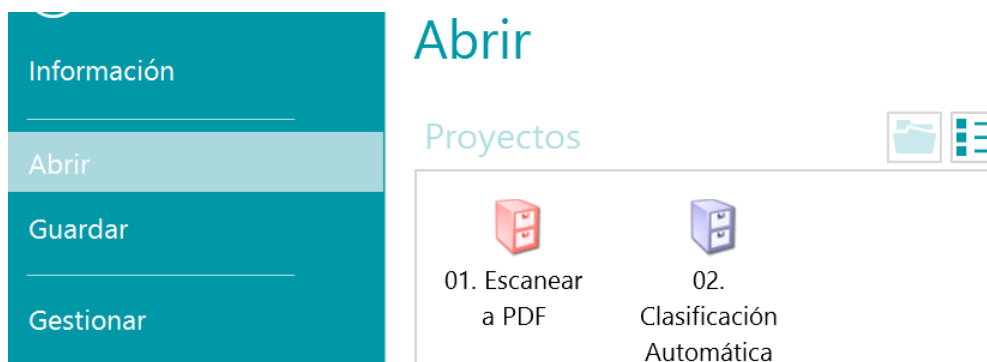 Información
Abrir
Guardar
Gestionar
Abrir
Proyectos
01. Escanear
a PDF
02.
Clasificación
Automática